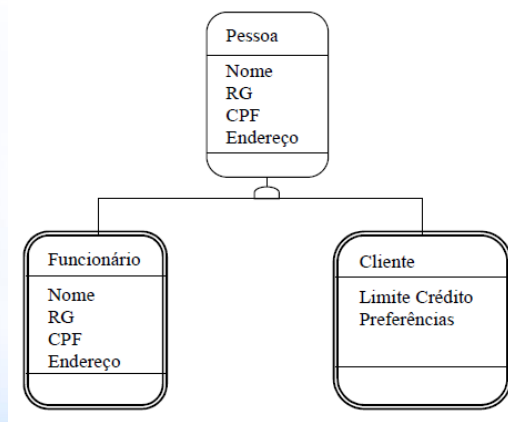 Pessoa
Nome
RG
CPF
Endereço
Funcionário
Nome
RG
CPF
Endereço
Cliente
Limite Crédito
Preferências